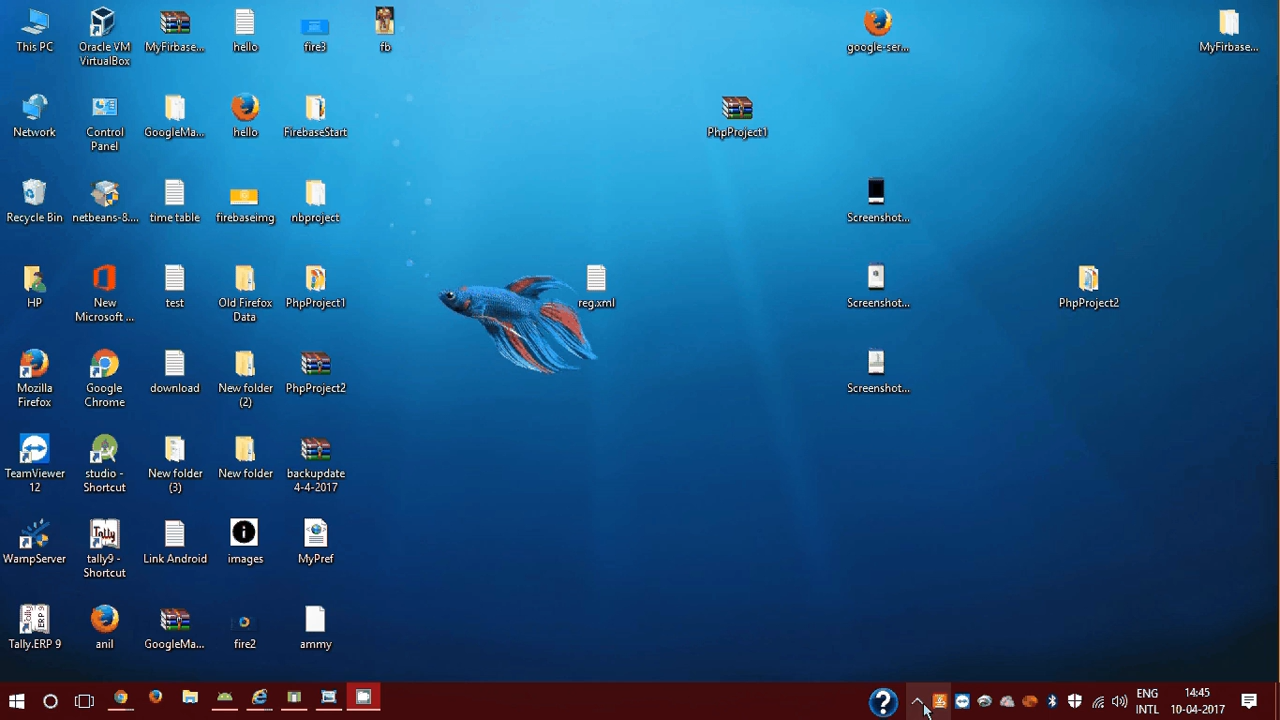 This PC
Oracle VM
VirtualBox
MyFirbase...
hello
fire3
fb
google-ser...
MyFirbase...
Network
Control
Panel
GoogleMa...
hello
FirebaseStart
PhpProject1
Recycle Bin
netbeans-8....
time table
firebaseimg
nbproject
Screenshot...
HP
New
Microsoft ...
test
Old Firefox
Data
PhpProject1
reg.xml
Screenshot...
PhpProject2
Mozilla
Firefox
Google
Chrome
download
New folder
(2)
PhpProject2
Screenshot...
TeamViewer
12
studio -
Shortcut
New folder
(3)
New folder
backupdate
4-4-2017
WampServer
Tally
tally9 -
Shortcut
Link Android
images
MyPref
Tally.ERP 9
anil
GoogleMa...
fire2
ammy
ENG
INTL
14:45
10-04-2017